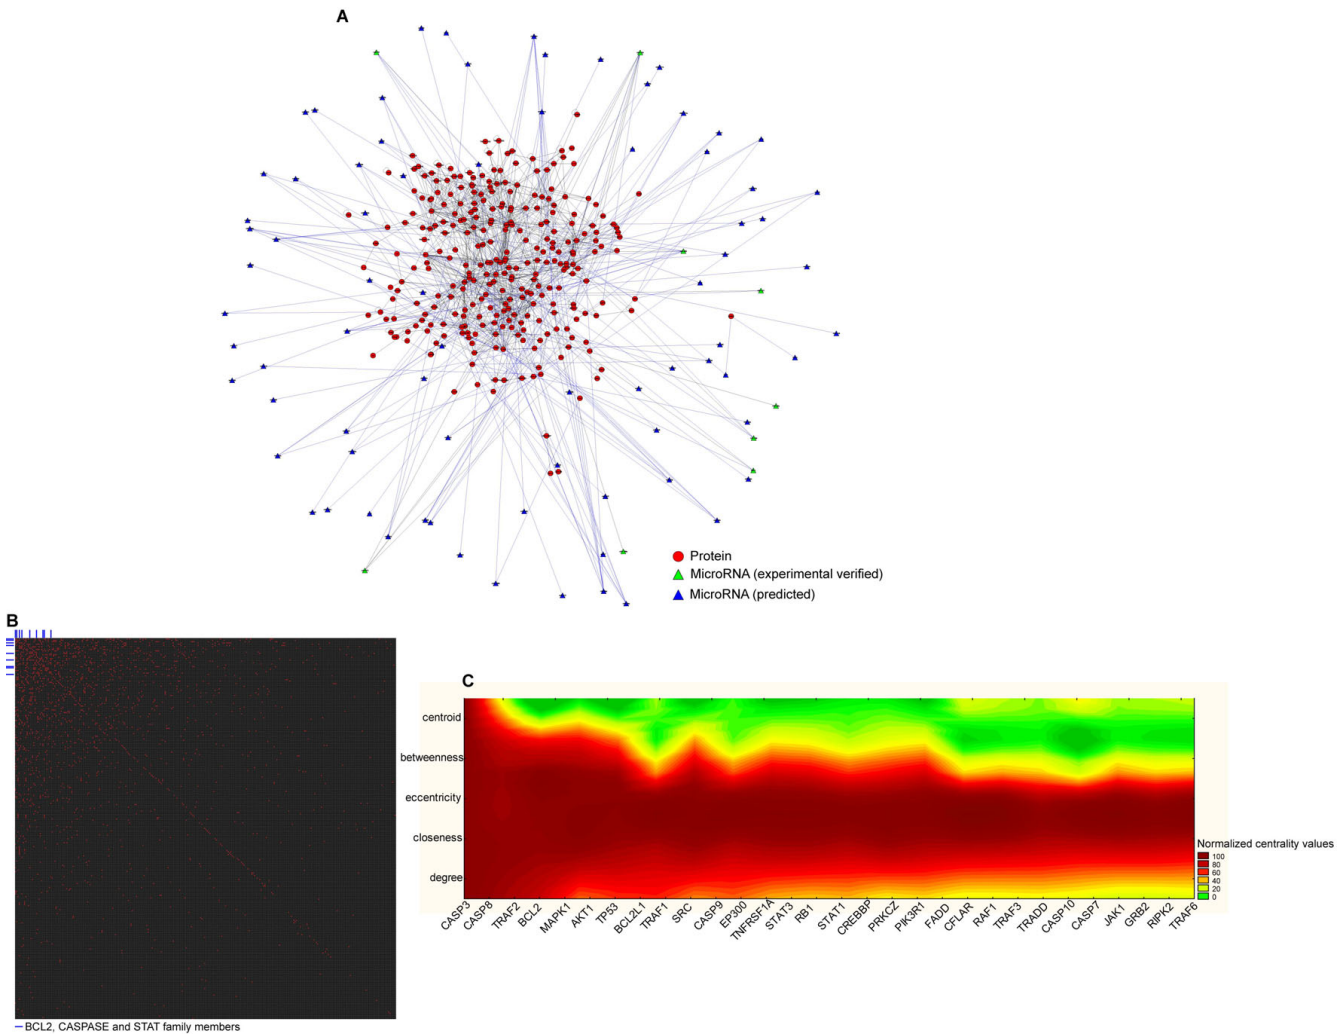 A
Protein
MicroRNA (experimental verified)
MicroRNA (predicted)
B
BCL2, CASPASE and STAT family members
C
centroid
betweenness
eccentricity
closeness
degree
CASP3
CASP8
TRAF2
BCL2
MAPK1
AKT1
TP53
BCL2L1
TRAF1
SRC
CASP9
EP300
TNFRSF1A
STAT3
RB1
STAT1
CREBBP
PRKCZ
PIK3R1
FADD
CFLAR
RAF1
TRAF3
TRADD
CASP10
CASP7
JAK1
GRB2
RIPK2
TRAF6
Normalized centrality values
100
80
60
40
20
0